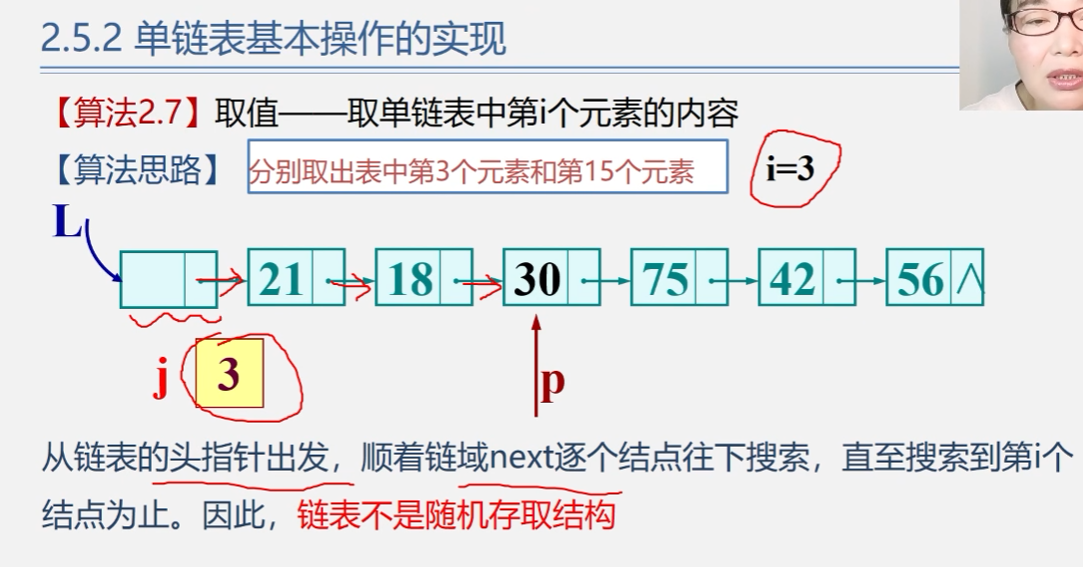 2.5.2 单链表基本操作的实现
【算法2.7】取值——取单链表中第i个元素的内容
【算法思路】 分别取出表中第3个元素和第15个元素 i=3
L
21 18 30 75 42 56 ∧
j 3 p
从链表的头指针出发，顺着链域next逐个结点往下搜索，直至搜索到第i个
结点为止。因此，链表不是随机存取结构